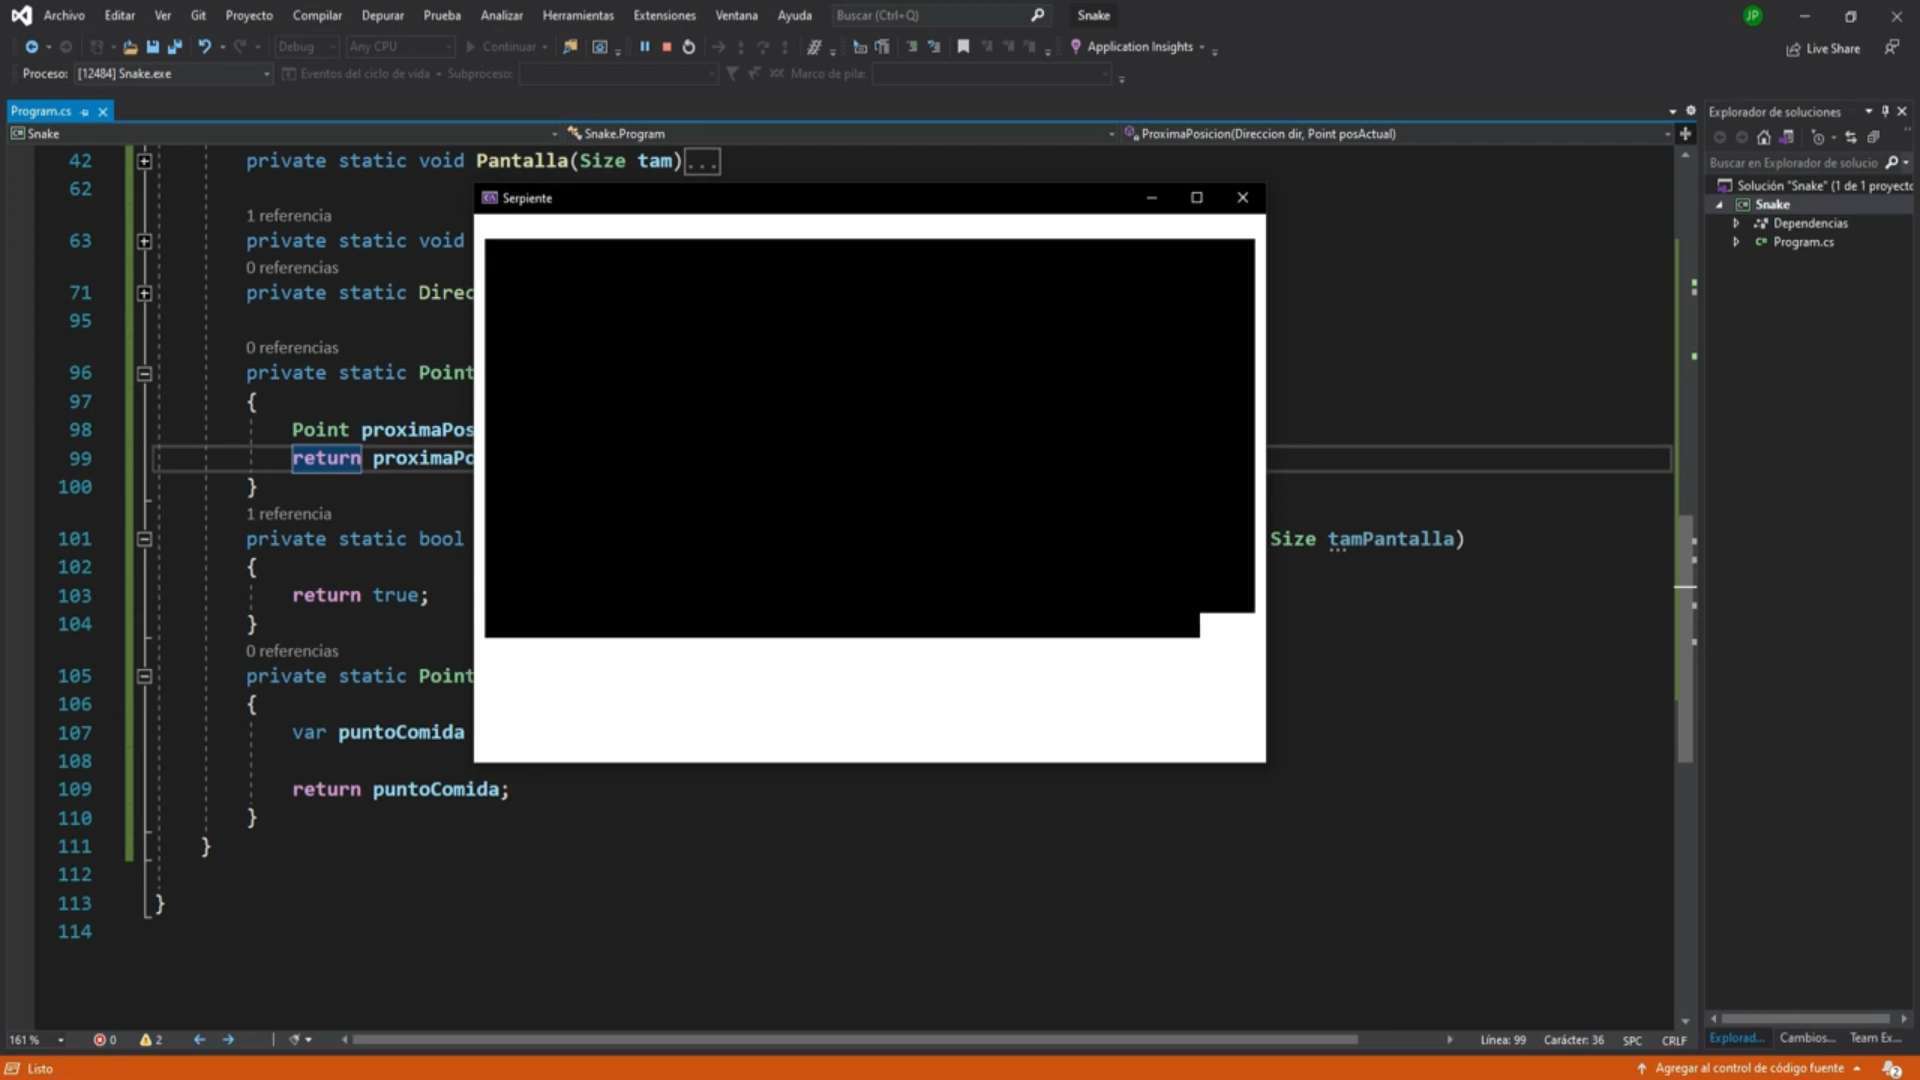 Archivo Editar Ver Git Proyecto Compilar Depurar Prueba Analizar Herramientas Extensiones Ventana Ayuda Buscar (Ctrl+Q) Snake JP
Debug Any CPU Continuar Application Insights Live Share
Proceso: [12484] Snake.exe Eventos del ciclo de vida Subproceso: Marco de pila:
Program.cs
Explorador de soluciones
Snake Snake.Program ProximaPosicion(Direccion dir, Point posActual)
Buscar en Explorador de solucio
Solución "Snake" (1 de 1 proyecto
Snake
Dependencias
Program.cs
42 private static void Pantalla(Size tam)...
Serpiente
62
1 referencia
63 private static void
0 referencias
71 private static Direc
95
0 referencias
96 private static Point
97 {
98 Point proximaPos
99 return proximaPo
100 }
1 referencia
101 private static bool Size tamPantalla)
102 {
103 return true;
104 }
0 referencias
105 private static Point
106 {
107 var puntoComida
108
109 return puntoComida;
110 }
111 }
112
113 }
114
161 % 0 2 Línea: 99 Carácter: 36 SPC CRLF
Explorad... Cambios... Team Ex...
Listo Agregar al control de código fuente 2